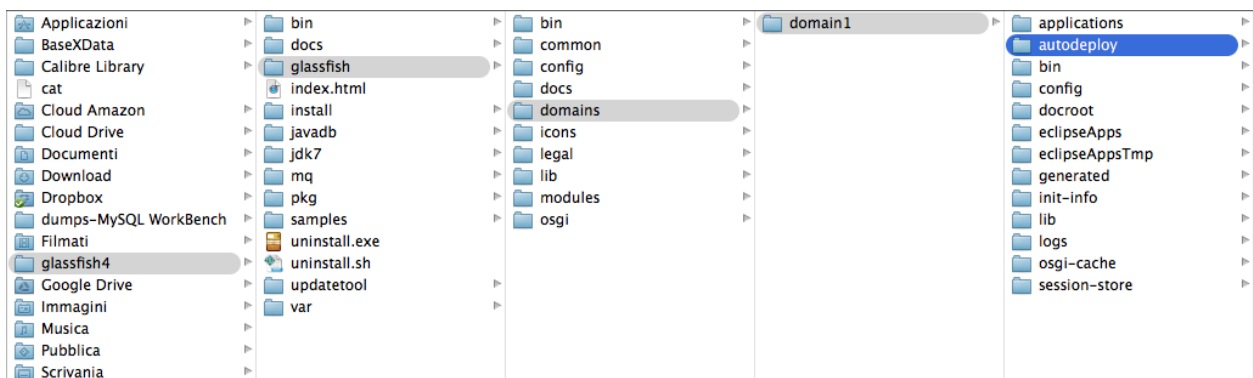 Applicazioni
BaseXData
Calibre Library
cat
Cloud Amazon
Cloud Drive
Documenti
Download
Dropbox
dumps-MySQL WorkBench
Filmati
glassfish4
Google Drive
Immagini
Musica
Pubblica
Scrivania
bin
docs
glassfish
index.html
install
javadb
jdk7
mq
pkg
samples
uninstall.exe
uninstall.sh
updatetool
var
bin
common
config
docs
domains
icons
legal
lib
modules
osgi
domain1
applications
autodeploy
bin
config
docroot
eclipseApps
eclipseAppsTmp
generated
init-info
lib
logs
osgi-cache
session-store